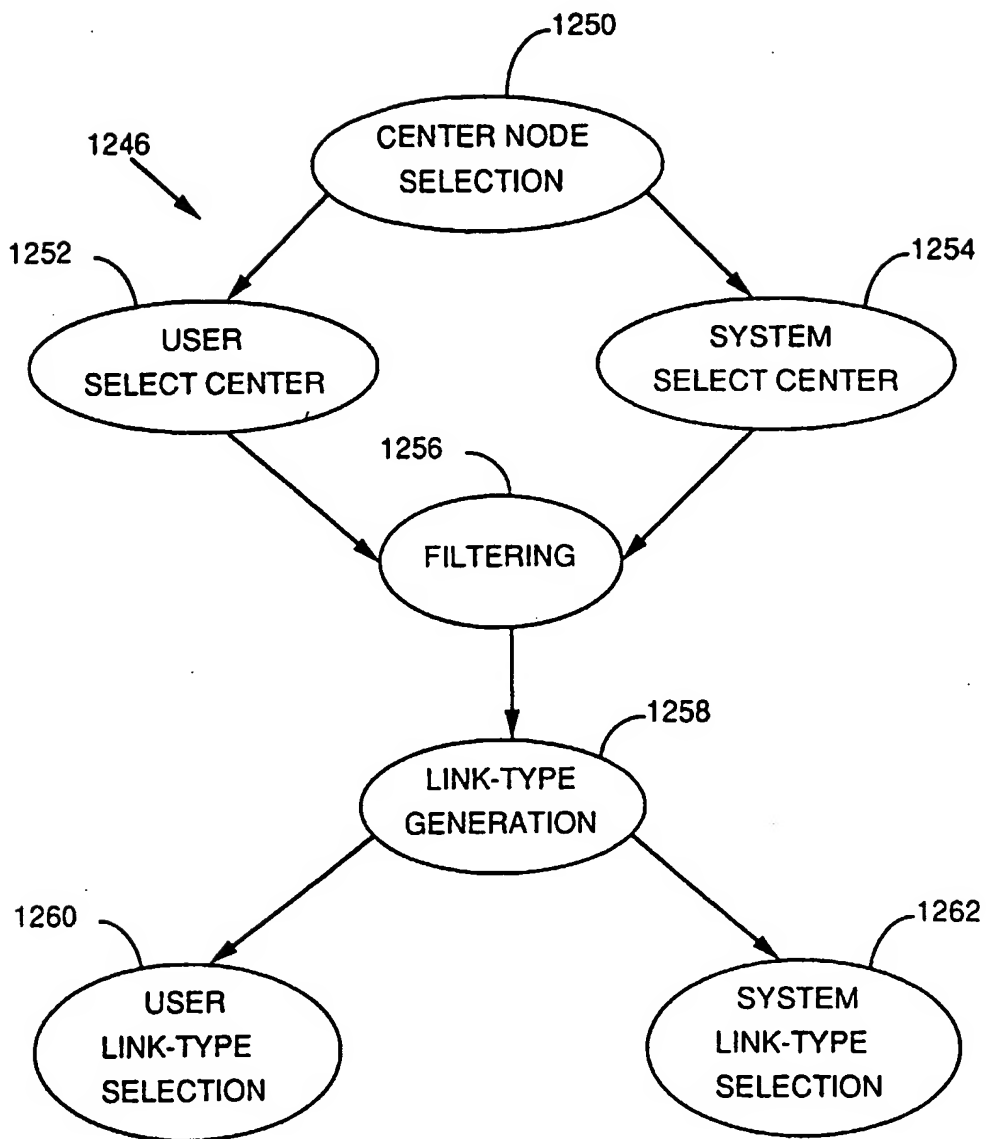 1250
CENTER NODE
SELECTION
1246
1252
1254
USER
SELECT CENTER
SYSTEM
SELECT CENTER
1256
FILTERING
1258
LINK-TYPE
GENERATION
1260
1262
USER
LINK-TYPE
SELECTION
SYSTEM
LINK-TYPE
SELECTION